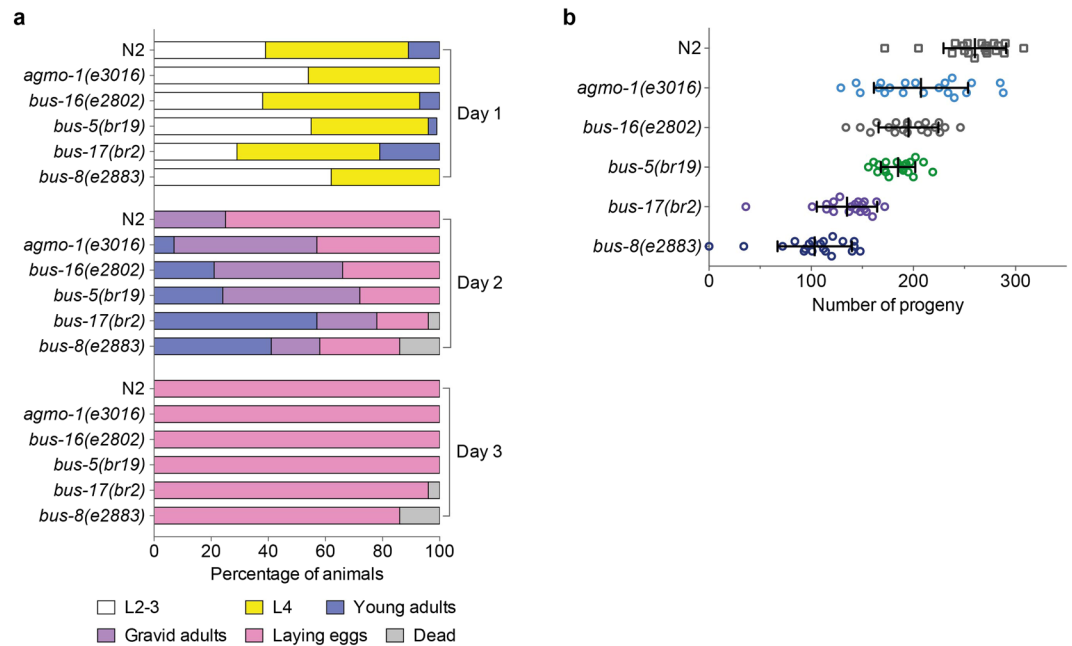 a
N2
agmo-1(e3016)
bus-16(e2802)
bus-5(br19)
bus-17(br2)
bus-8(e2883)
Day 1
N2
agmo-1(e3016)
bus-16(e2802)
bus-5(br19)
bus-17(br2)
bus-8(e2883)
Day 2
N2
agmo-1(e3016)
bus-16(e2802)
bus-5(br19)
bus-17(br2)
bus-8(e2883)
Day 3
0 20 40 60 80 100
Percentage of animals
L2-3 L4 Young adults
Gravid adults Laying eggs Dead
b
N2
agmo-1(e3016)
bus-16(e2802)
bus-5(br19)
bus-17(br2)
bus-8(e2883)
0 100 200 300
Number of progeny